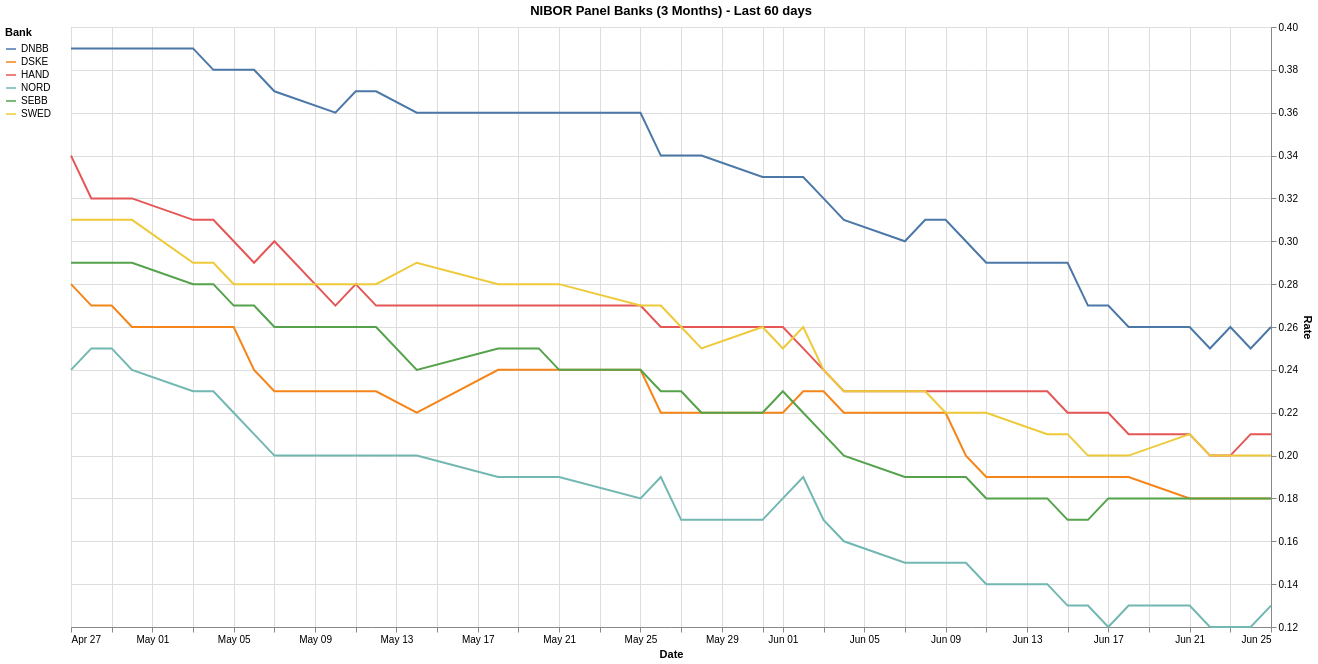 NIBOR Panel Banks (3 Months) - Last 60 days
Bank
DNBB
DSKE
HAND
NORD
SEBB
SWED
0.40
0.38
0.36
0.34
0.32
0.30
0.28
0.26
0.24
0.22
0.20
0.18
0.16
0.14
0.12
Rate
Apr 27 May 01 May 05 May 09 May 13 May 17 May 21 May 25 May 29 Jun 01 Jun 05 Jun 09 Jun 13 Jun 17 Jun 21 Jun 25
Date